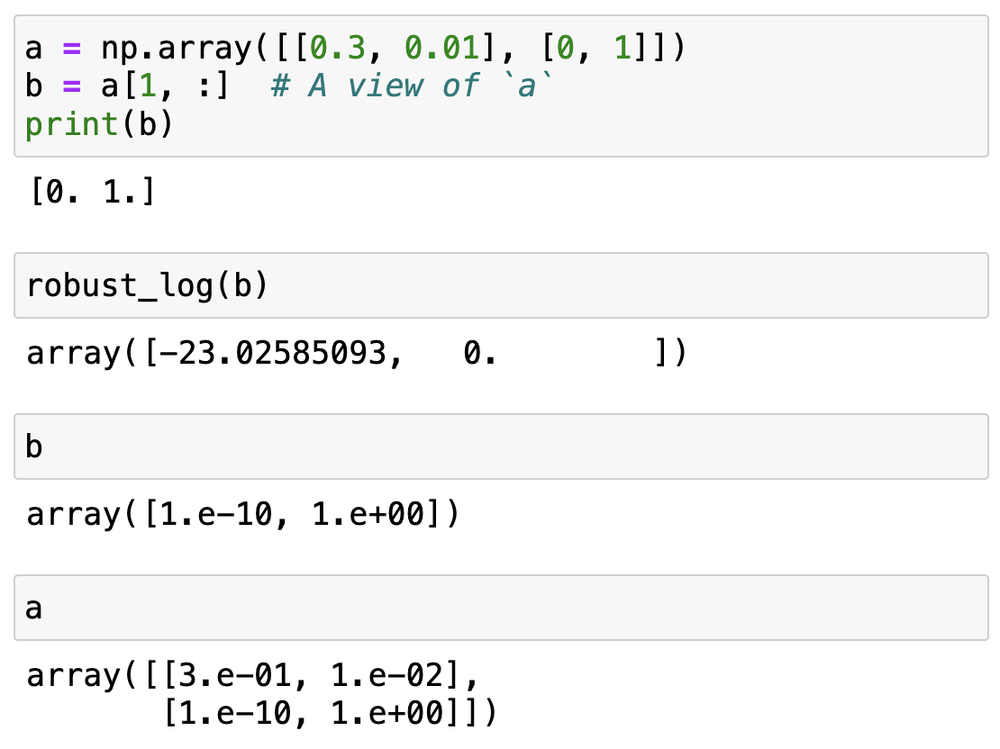 a = np.array([[0.3, 0.01], [0, 1]])
b = a[1, :]  # A view of `a`
print(b)
[0. 1.]
robust_log(b)
array([-23.02585093,   0.        ])
b
array([1.e-10, 1.e+00])
a
array([[3.e-01, 1.e-02],
       [1.e-10, 1.e+00]])